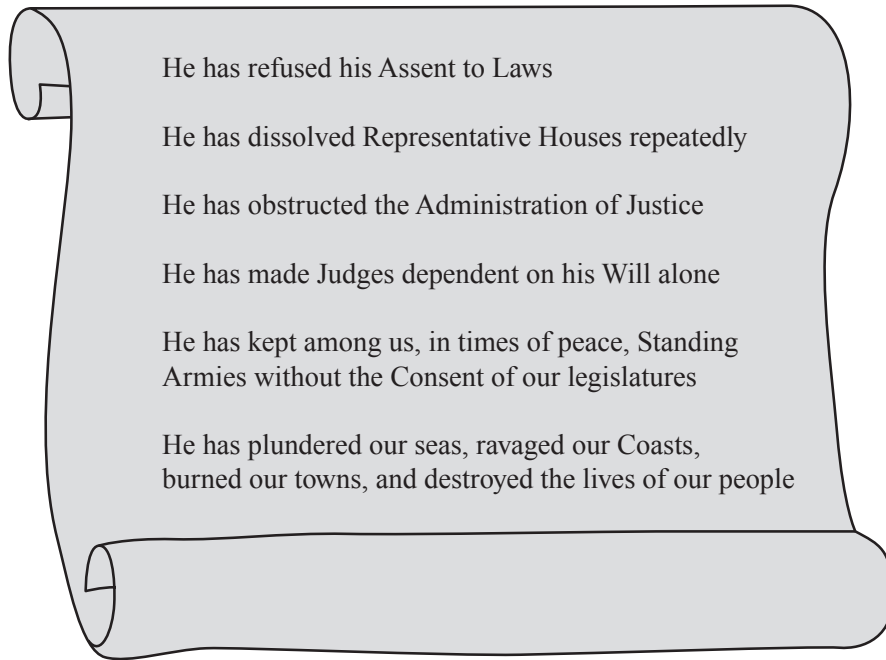 He has refused his Assent to Laws
He has dissolved Representative Houses repeatedly
He has obstructed the Administration of Justice
He has made Judges dependent on his Will alone
He has kept among us, in times of peace, Standing
Armies without the Consent of our legislatures
He has plundered our seas, ravaged our Coasts,
burned our towns, and destroyed the lives of our people